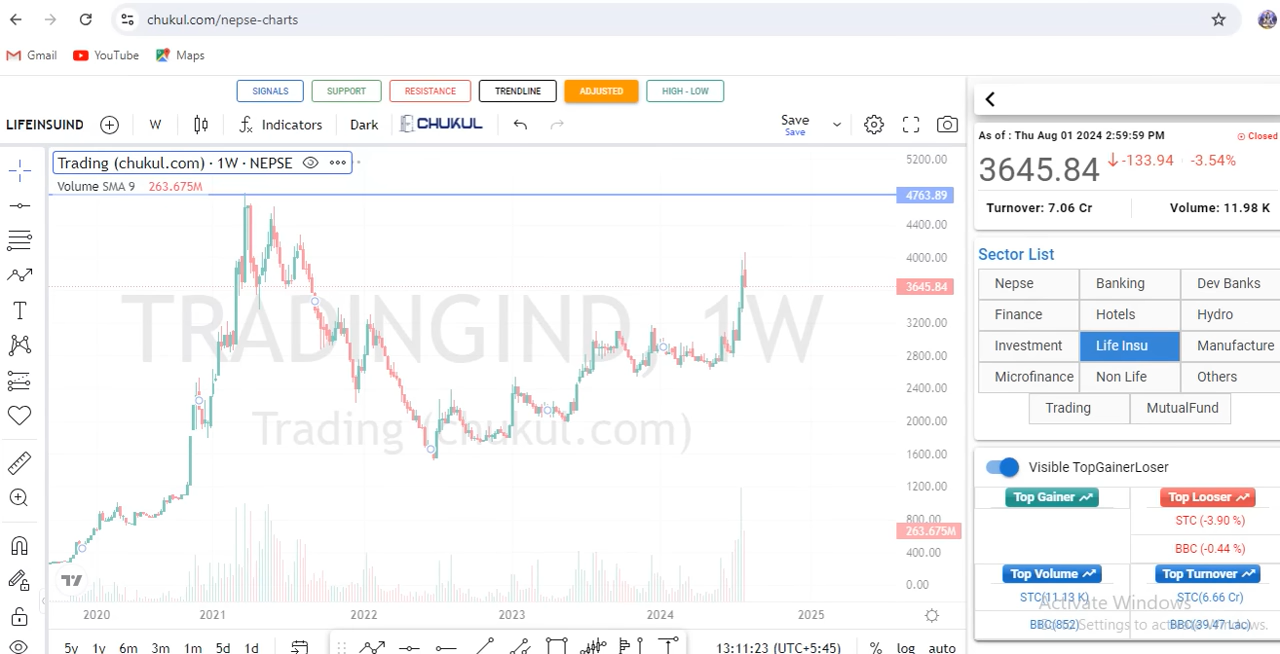 chukul.com/nepse-charts
Gmail YouTube Maps
SIGNALS SUPPORT RESISTANCE TRENDLINE ADJUSTED HIGH - LOW
LIFEINSUIND W Indicators Dark CHUKUL Save
Save
Trading (chukul.com) · 1W · NEPSE
Volume SMA 9 263.675M
5200.00
4763.89
4400.00
4000.00
3645.84
3200.00
2800.00
2400.00
2000.00
1600.00
1200.00
800.00
263.675M
400.00
0.00
TRADINGIND, 1W
Trading (chukul.com)
2020 2021 2022 2023 2024 2025
5y 1y 6m 3m 1m 5d 1d 13:11:23 (UTC+5:45) % log auto
As of : Thu Aug 01 2024 2:59:59 PM Closed
3645.84 -133.94 -3.54%
Turnover: 7.06 Cr Volume: 11.98 K
Sector List
Nepse Banking Dev Banks
Finance Hotels Hydro
Investment Life Insu Manufacture
Microfinance Non Life Others
Trading MutualFund
Visible TopGainerLoser
Top Gainer Top Looser
STC (-3.90 %)
BBC (-0.44 %)
Top Volume Top Turnover
STC(11.13 K) STC(6.66 Cr)
BBC(852) BBC(39.47 Lac)
Activate Windows
Settings to activate Windows.